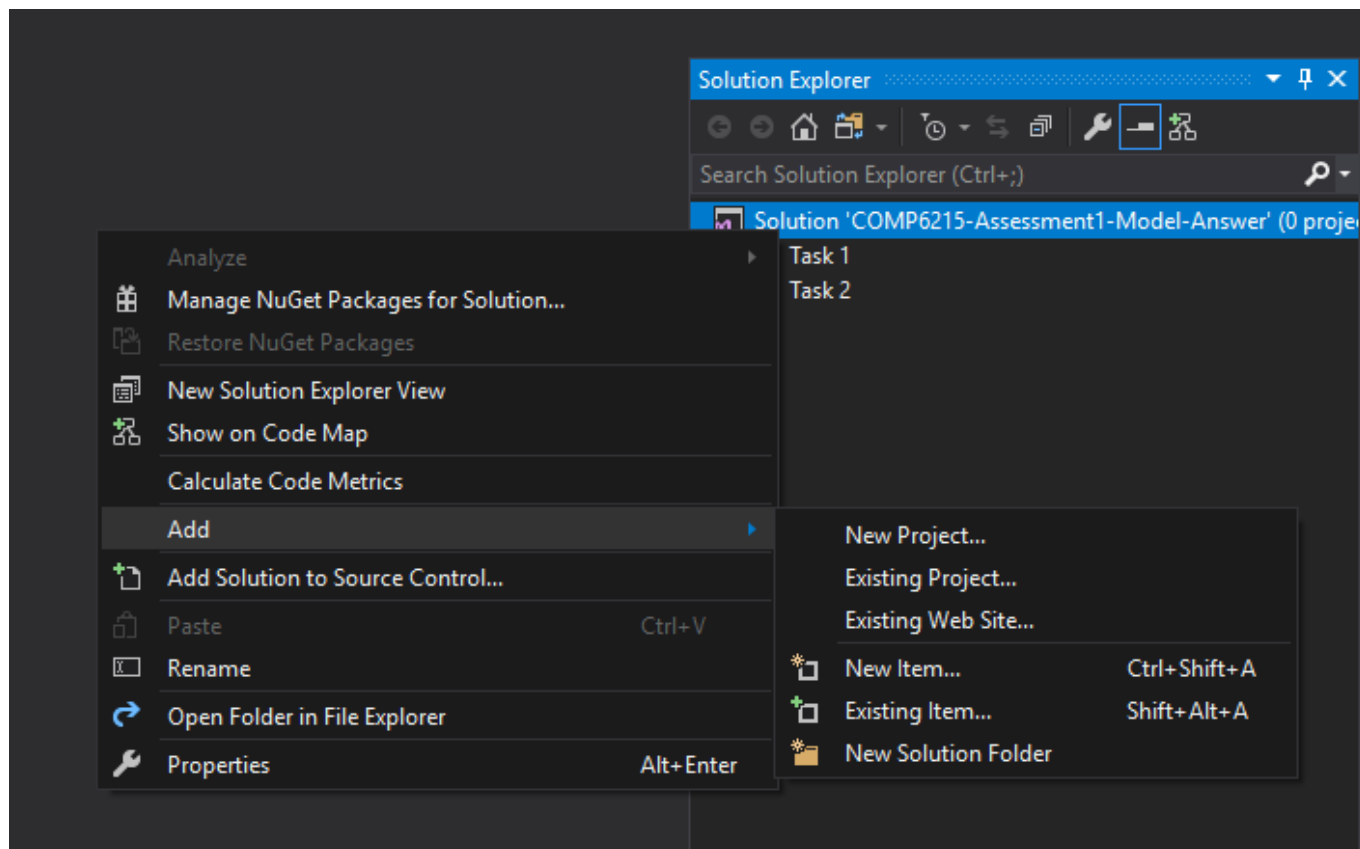 Solution Explorer
Search Solution Explorer (Ctrl+;)
Solution 'COMP6215-Assessment1-Model-Answer' (0 proje
Task 1
Task 2
Analyze
Manage NuGet Packages for Solution...
Restore NuGet Packages
New Solution Explorer View
Show on Code Map
Calculate Code Metrics
Add
Add Solution to Source Control...
Paste Ctrl+V
Rename
Open Folder in File Explorer
Properties Alt+Enter
New Project...
Existing Project...
Existing Web Site...
New Item... Ctrl+Shift+A
Existing Item... Shift+Alt+A
New Solution Folder